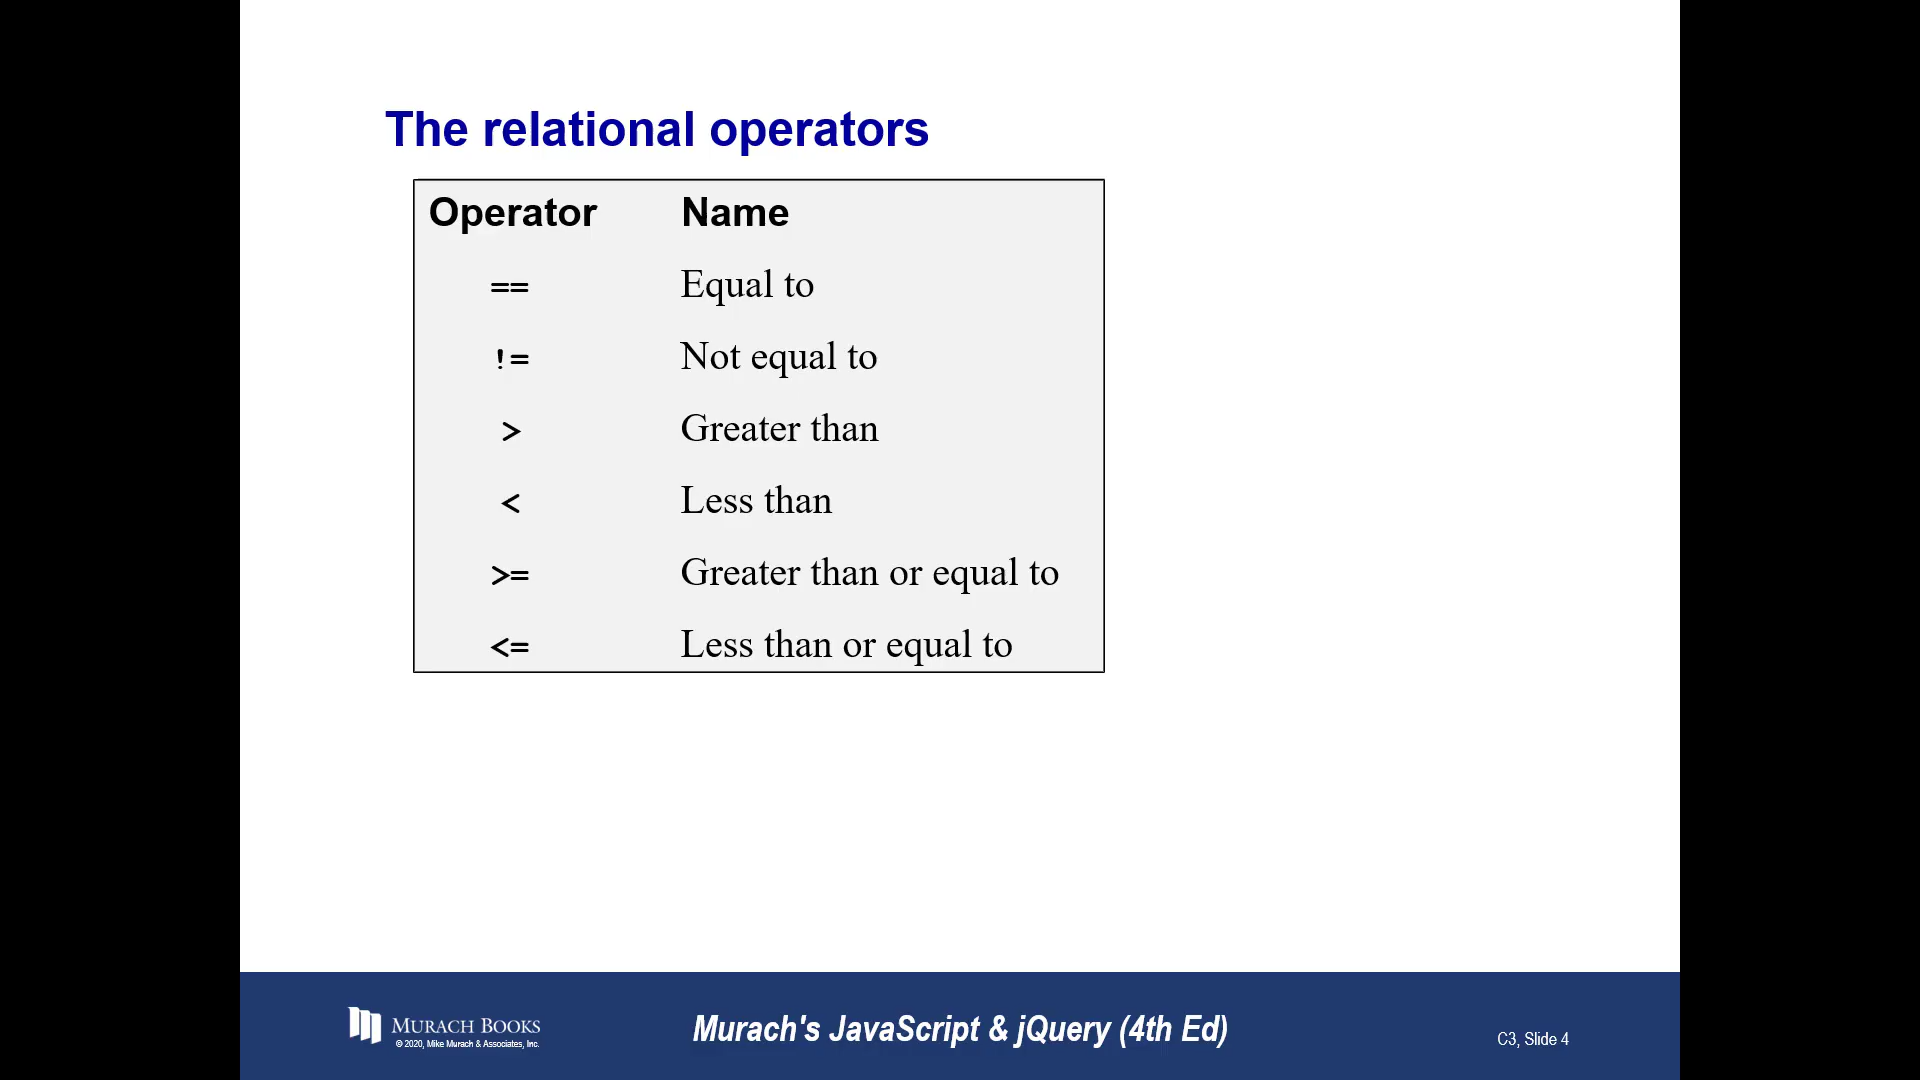 The relational operators
Operator Name
== Equal to
!= Not equal to
> Greater than
< Less than
>= Greater than or equal to
<= Less than or equal to
MURACH BOOKS
© 2020, Mike Murach & Associates, Inc.
Murach's JavaScript & jQuery (4th Ed)
C3, Slide 4